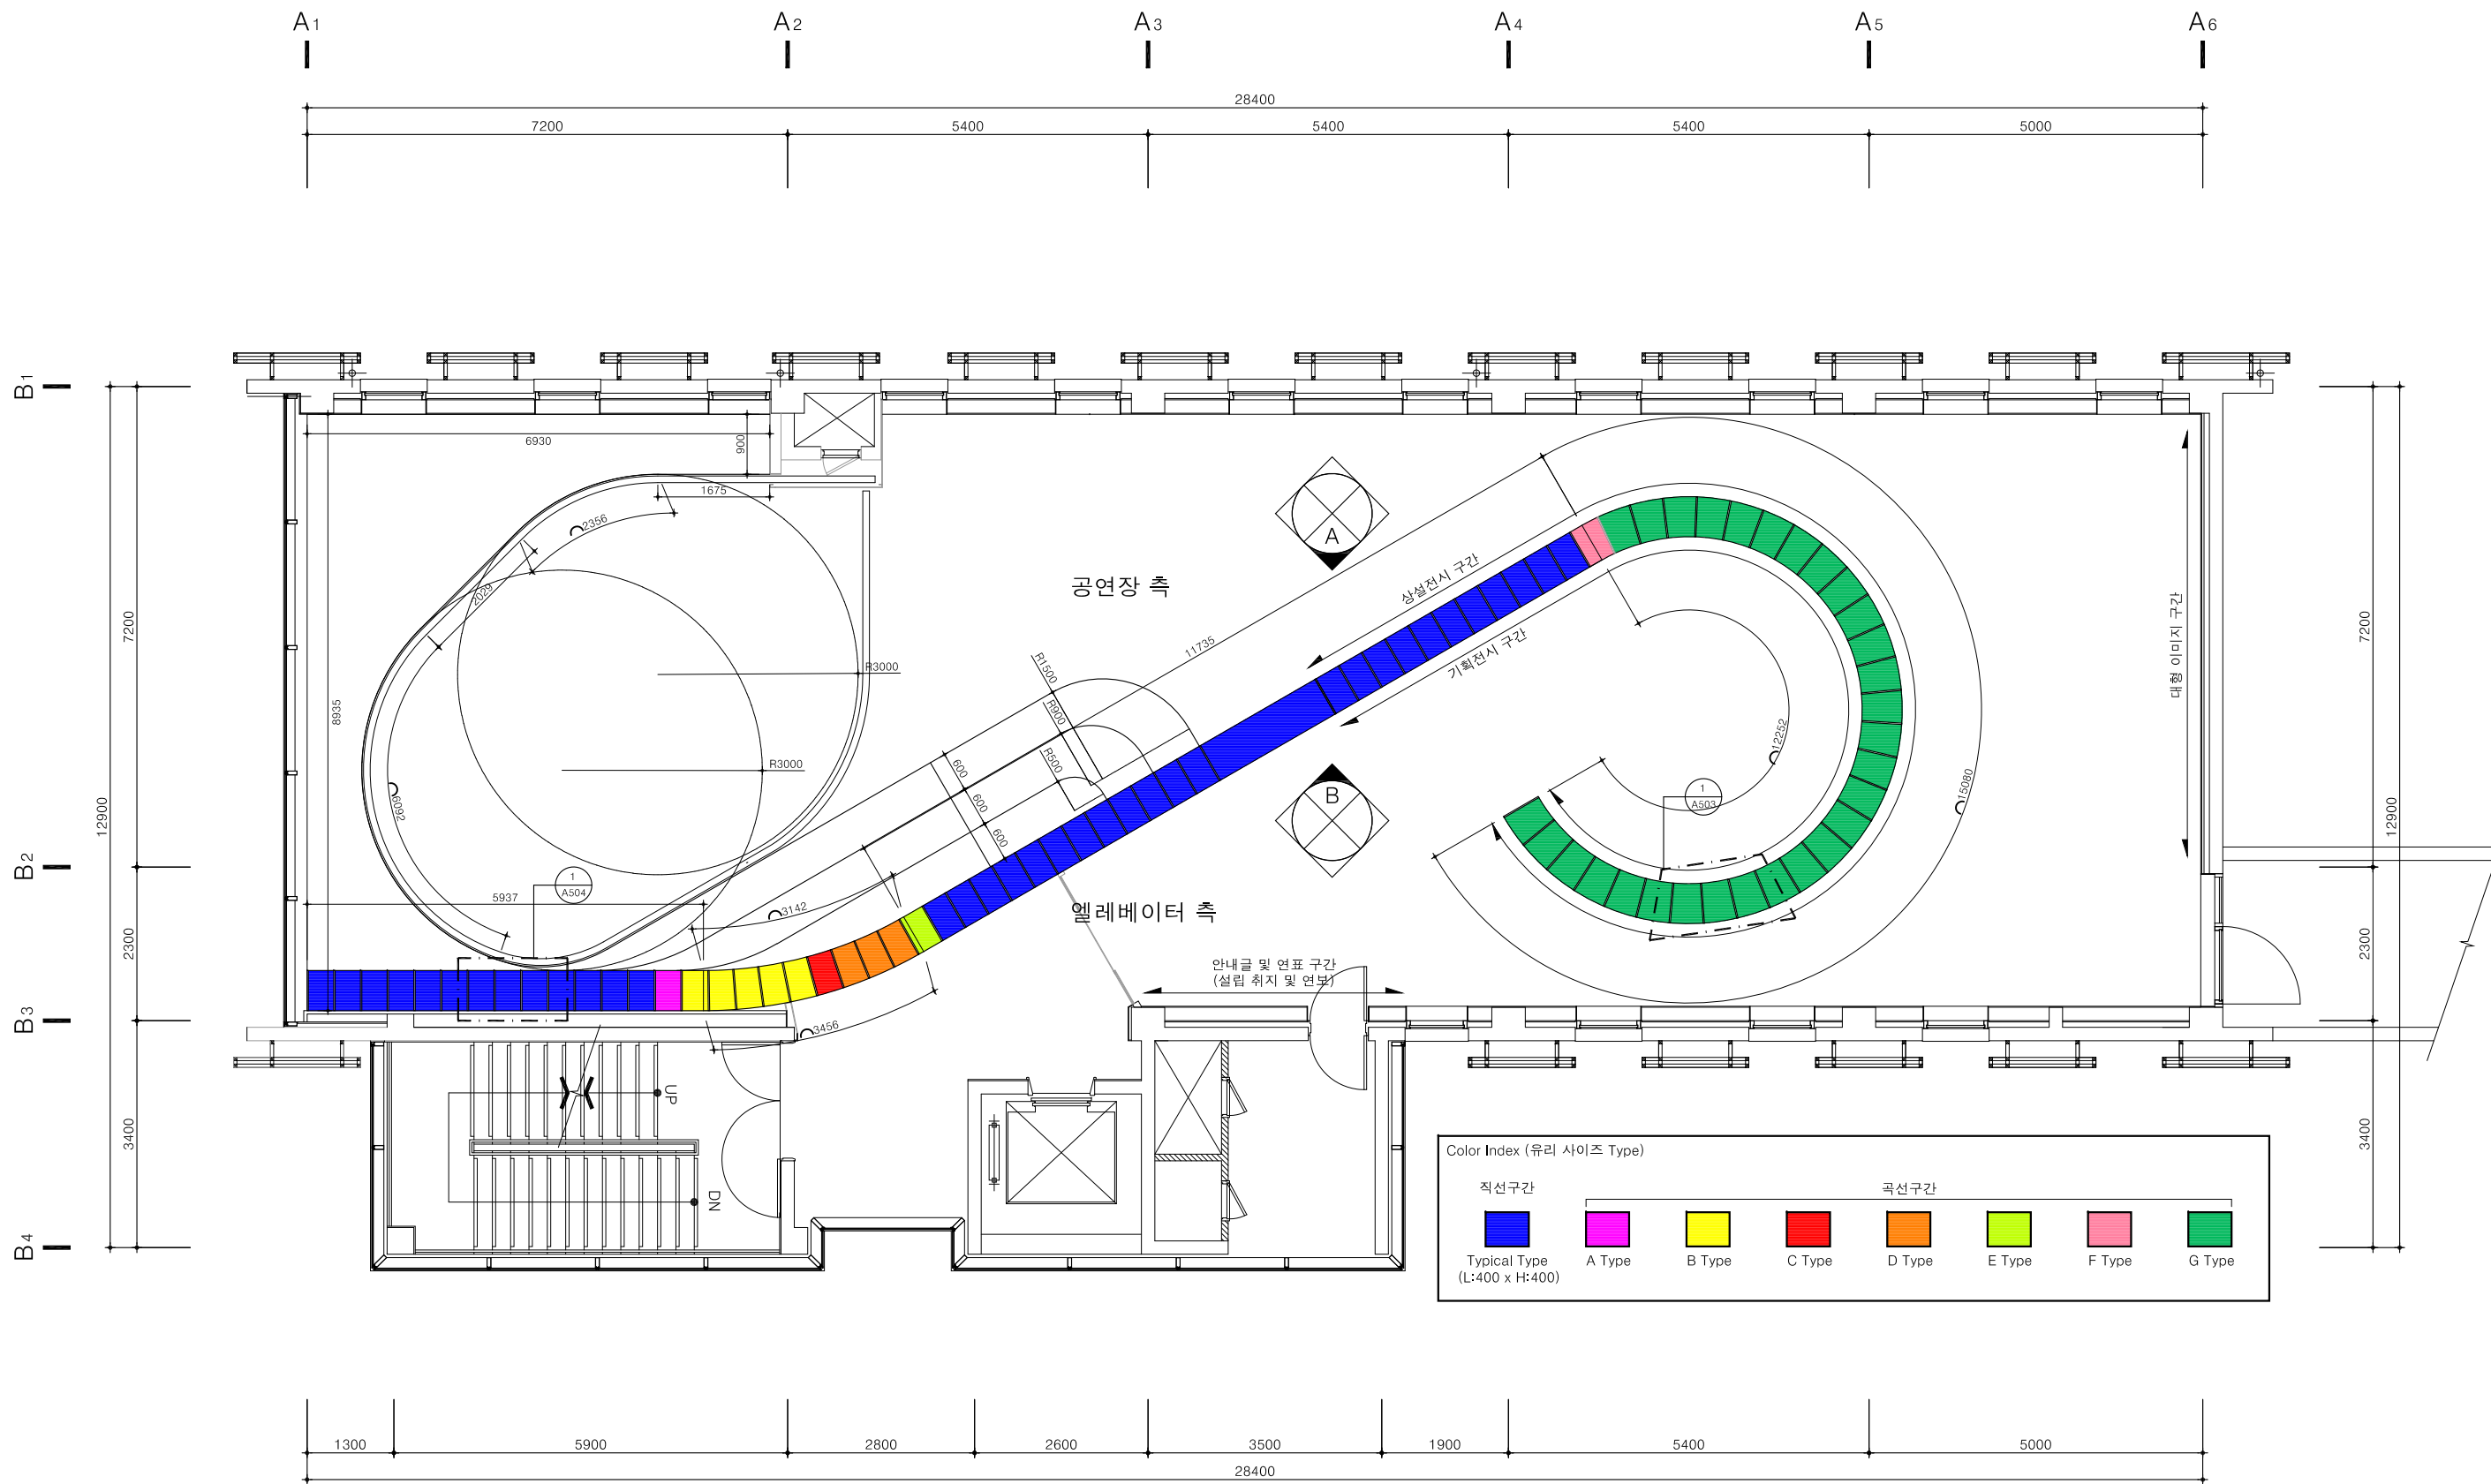 A1
A2
A3
A4
A5
A6
28400
7200
5400
5400
5400
5000
B1
B2
B3
B4
12900
7200
2300
3400
6930
900
1675
2356
2029
8935
R3000
R3000
6092
5937
1
A504
3142
3456
600
600
600
R1500
R900
R500
11735
공연장 측
엘레베이터 측
A
B
상설전시 구간
기획전시 구간
대형 이미지 구간
12252
15080
1
A503
안내글 및 연표 구간
(설립 취지 및 연보)
UP
DN
7200
2300
3400
12900
Color Index (유리 사이즈 Type)
직선구간
곡선구간
Typical Type
(L:400 x H:400)
A Type
B Type
C Type
D Type
E Type
F Type
G Type
1300
5900
2800
2600
3500
1900
5400
5000
28400